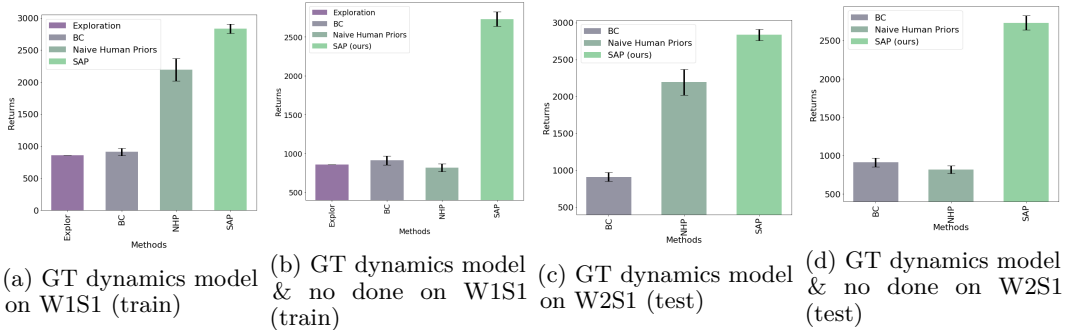 Exploration
BC
Naive Human Priors
SAP
Returns
3000
2500
2000
1500
1000
500
0
Explor
BC
NHP
SAP
Methods
(a) GT dynamics model
on W1S1 (train)
Exploration
BC
Naive Human Priors
SAP (ours)
Returns
2500
2000
1500
1000
500
Explor
BC
NHP
SAP
Methods
(b) GT dynamics model
& no done on W1S1
(train)
BC
Naive Human Priors
SAP (ours)
Returns
3000
2500
2000
1500
1000
500
BC
NHP
SAP
Methods
(c) GT dynamics model
on W2S1 (test)
BC
Naive Human Priors
SAP (ours)
Returns
2500
2000
1500
1000
500
BC
NHP
SAP
Methods
(d) GT dynamics model
& no done on W2S1
(test)